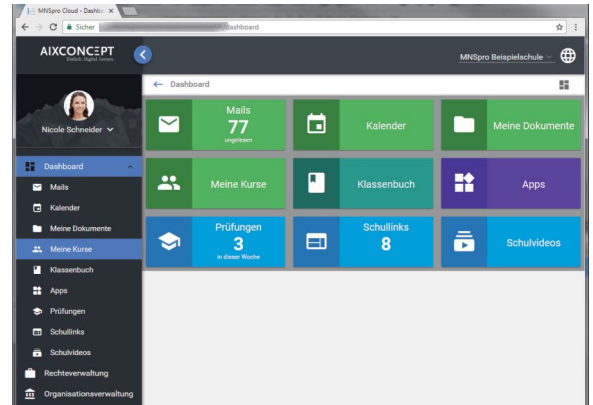 MNSpro Cloud - Dashbo
Sicher
/dashboard
AIXCONCEPT
Einfach. Digital. Lernen.
MNSpro Beispielschule
Dashboard
Nicole Schneider
Mails
77
ungelesen
Kalender
Meine Dokumente
Meine Kurse
Klassenbuch
Apps
Prüfungen
3
in dieser Woche
Schullinks
8
Schulvideos
Dashboard
Mails
Kalender
Meine Dokumente
Meine Kurse
Klassenbuch
Apps
Prüfungen
Schullinks
Schulvideos
Rechteverwaltung
Organisationsverwaltung